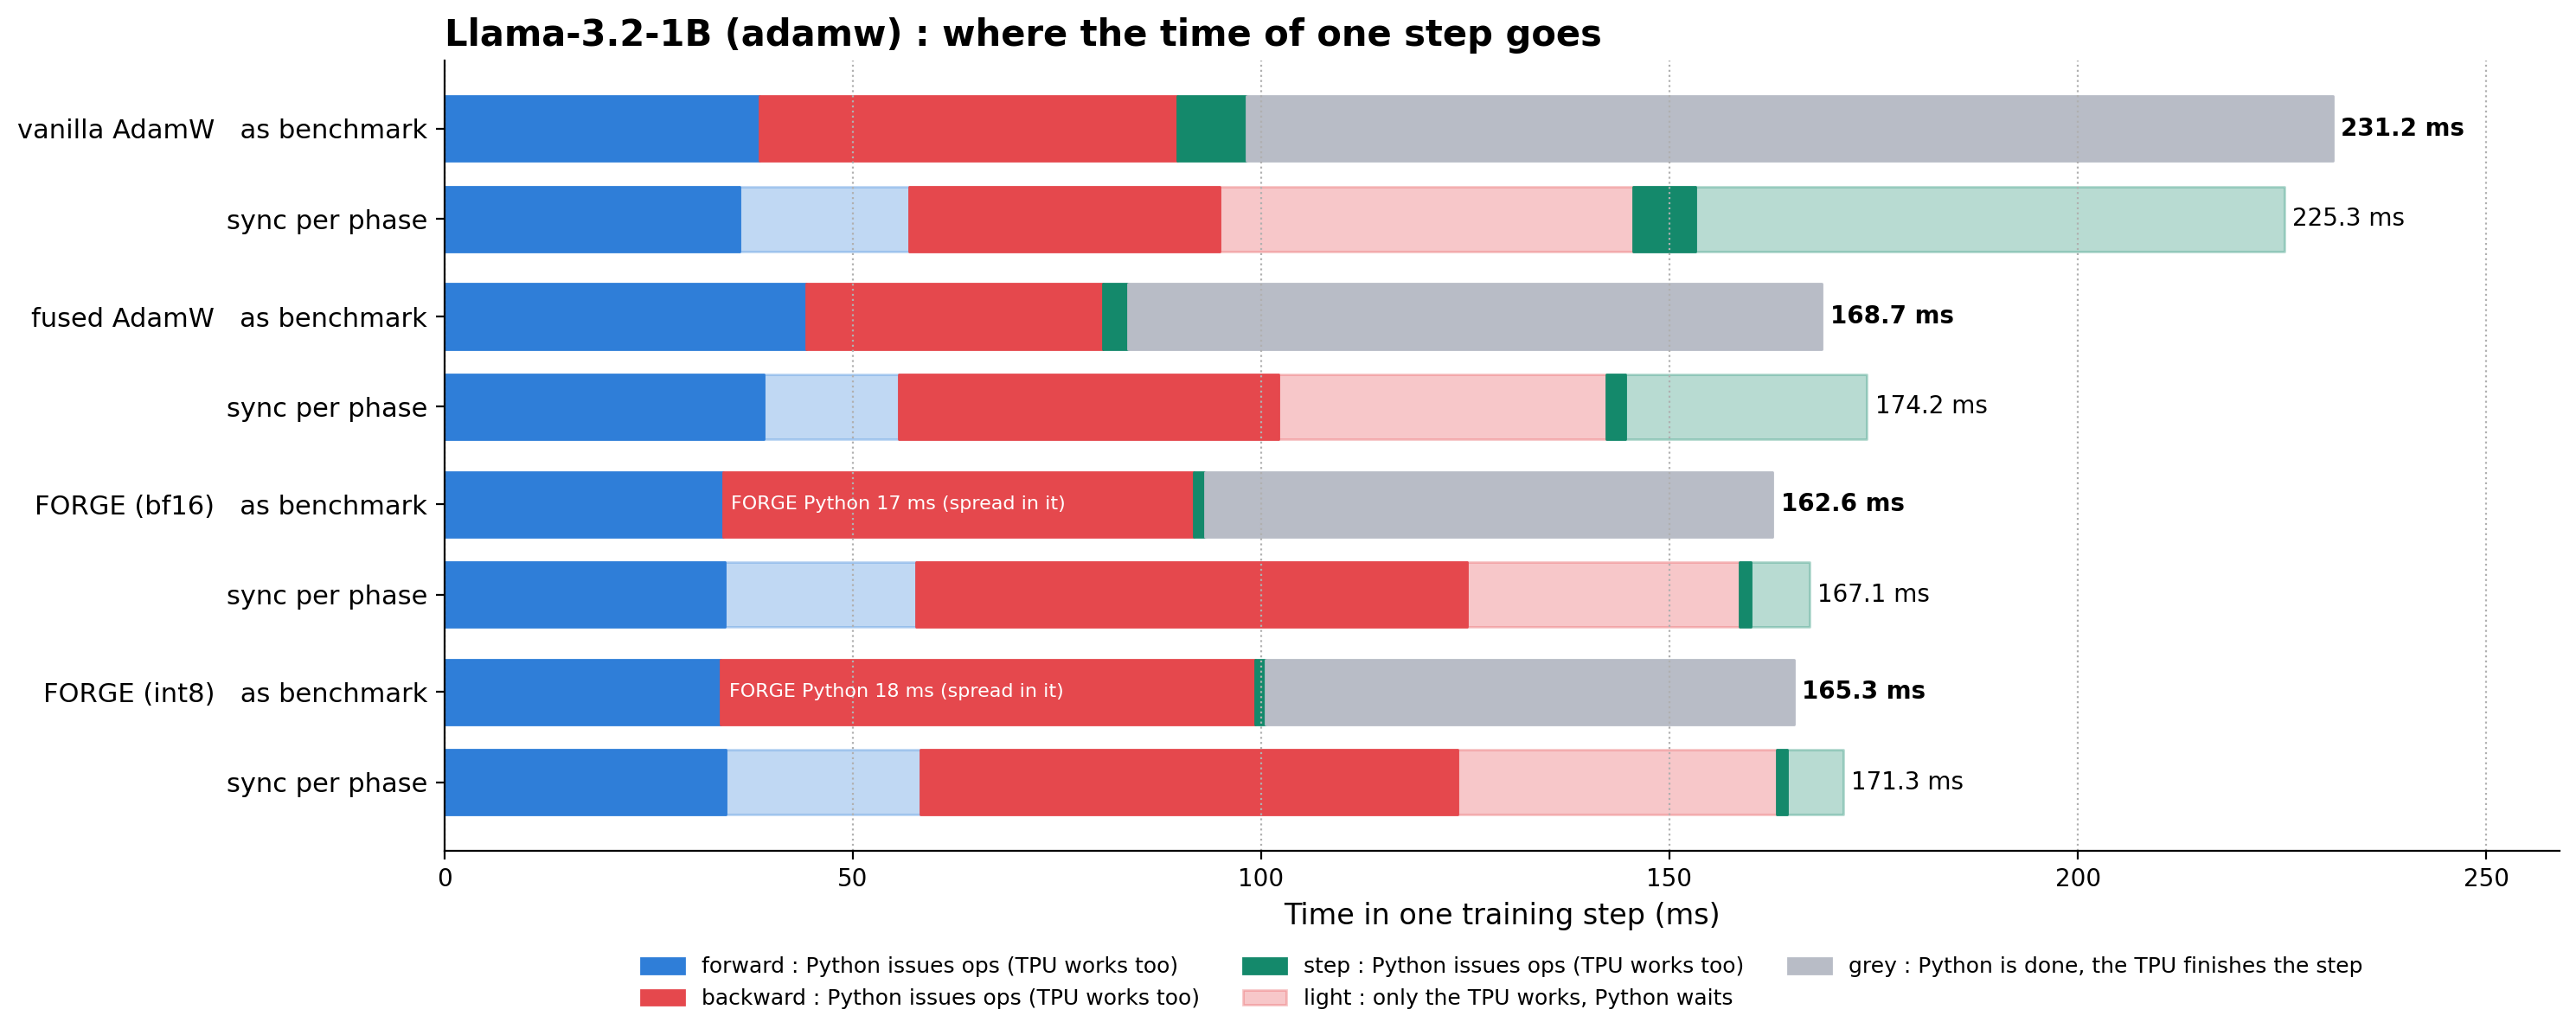 Llama-3.2-1B (adamw) : where the time of one step goes
vanilla AdamW as benchmark
231.2 ms
sync per phase
225.3 ms
fused AdamW as benchmark
168.7 ms
sync per phase
174.2 ms
FORGE (bf16) as benchmark
FORGE Python 17 ms (spread in it)
162.6 ms
sync per phase
167.1 ms
FORGE (int8) as benchmark
FORGE Python 18 ms (spread in it)
165.3 ms
sync per phase
171.3 ms
0 50 100 150 200 250
Time in one training step (ms)
forward : Python issues ops (TPU works too)
backward : Python issues ops (TPU works too)
step : Python issues ops (TPU works too)
light : only the TPU works, Python waits
grey : Python is done, the TPU finishes the step